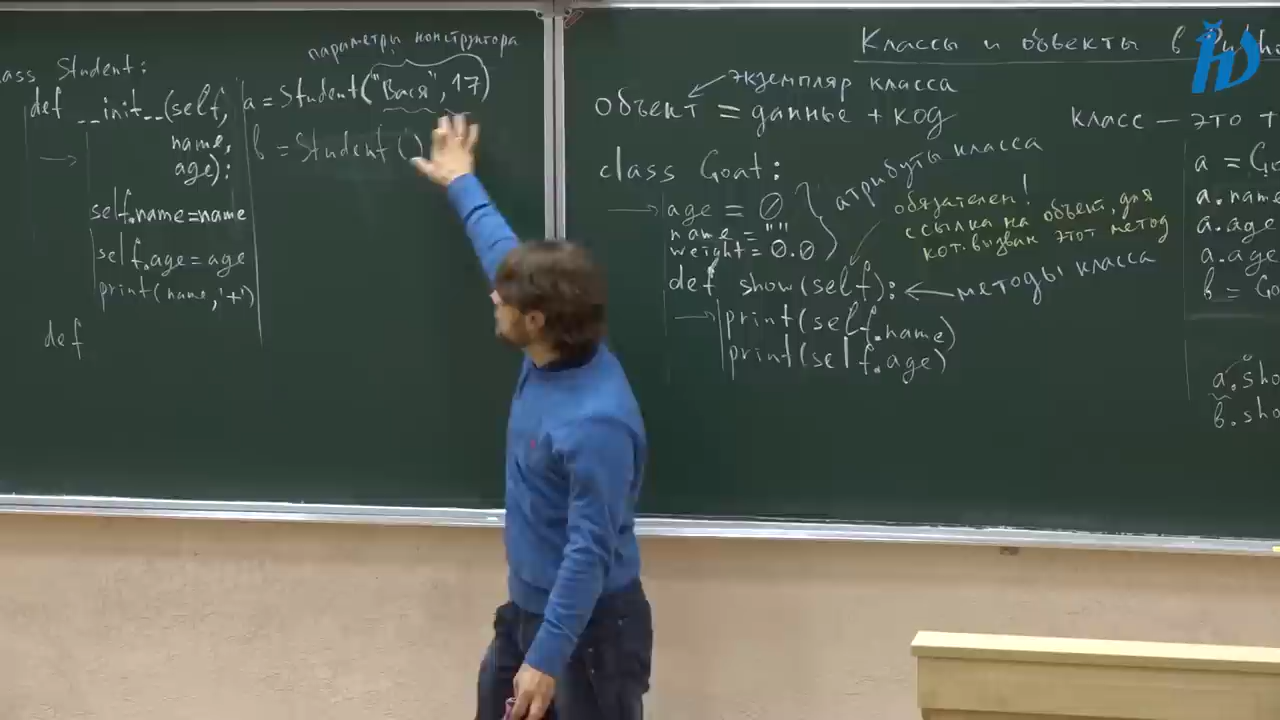 параметры конструктора
ass Student:
def __init__(self,
name,
age):
self.name=name
self.age=age
print(name,'+')
def
a = Student("Вася", 17)
b = Student()
Классы и объекты в Pytho
экземпляр класса
объект = данные + код
класс — это т
class Goat:
age = 0
name = ""
weight = 0.0
атрибуты класса
обязателен!
ссылка на объект, для
кот. вызван этот метод
def show(self):
методы класса
print(self.name)
print(self.age)
a = Go
a.name
a.age
a.age
b = Go
a.sho
b.sho